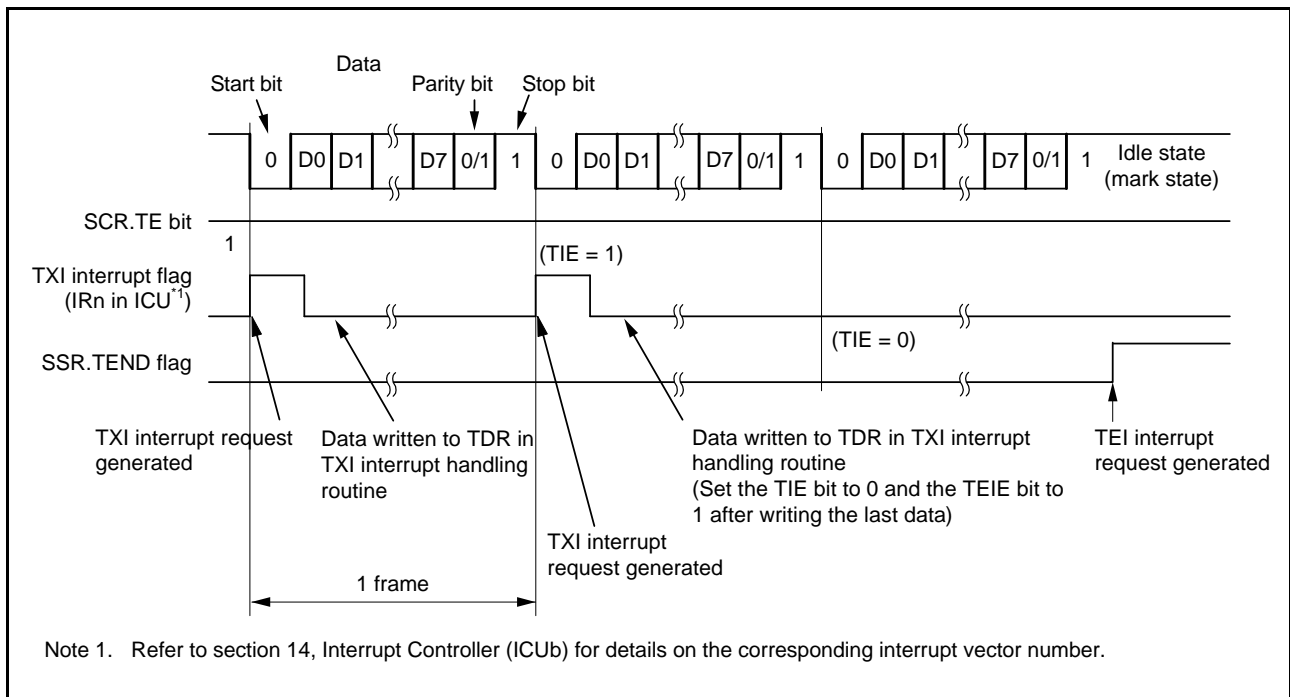 Data
Start bit
Parity bit
Stop bit
0 D0 D1 D7 0/1 1 0 D0 D1 D7 0/1 1 0 D0 D1 D7 0/1 1
Idle state
(mark state)
SCR.TE bit
1
TXI interrupt flag
(IRn in ICU*1)
(TIE = 1)
(TIE = 0)
SSR.TEND flag
TXI interrupt request
generated
Data written to TDR in
TXI interrupt handling
routine
Data written to TDR in TXI interrupt
handling routine
(Set the TIE bit to 0 and the TEIE bit to
1 after writing the last data)
TEI interrupt
request generated
TXI interrupt
request generated
1 frame
Note 1. Refer to section 14, Interrupt Controller (ICUb) for details on the corresponding interrupt vector number.